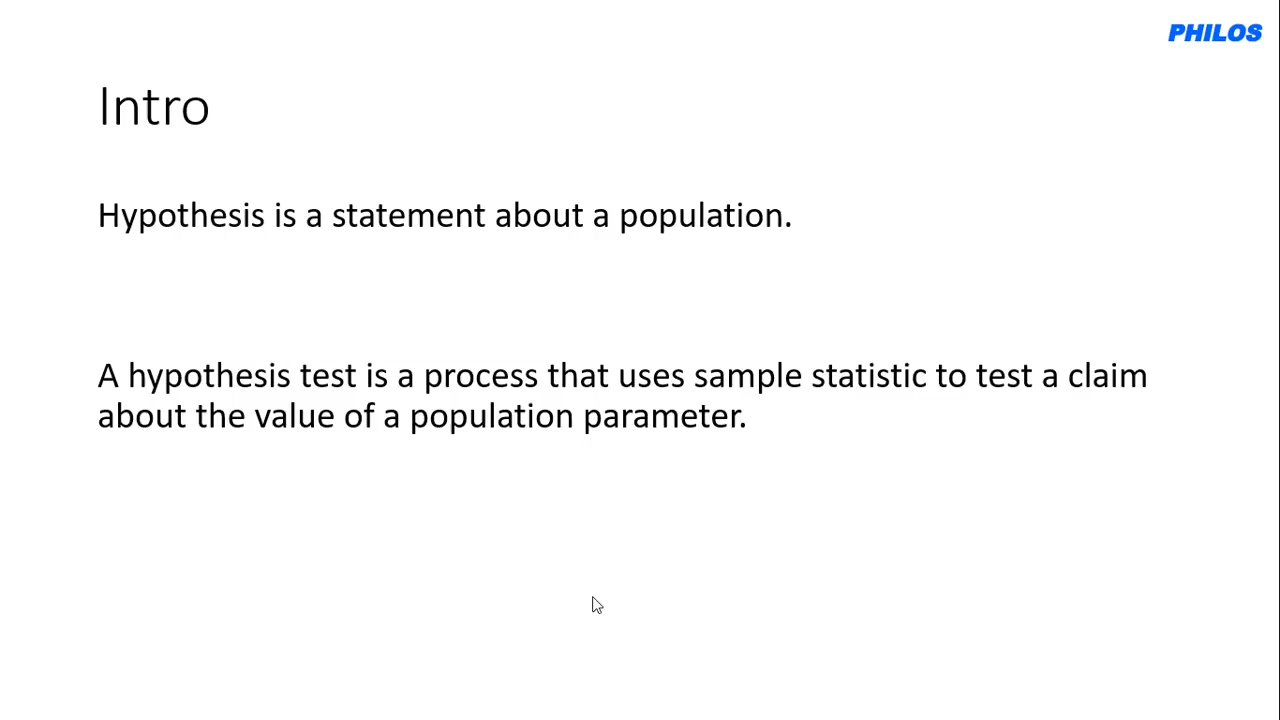 PHILOS
Intro
Hypothesis is a statement about a population.
A hypothesis test is a process that uses sample statistic to test a claim
about the value of a population parameter.